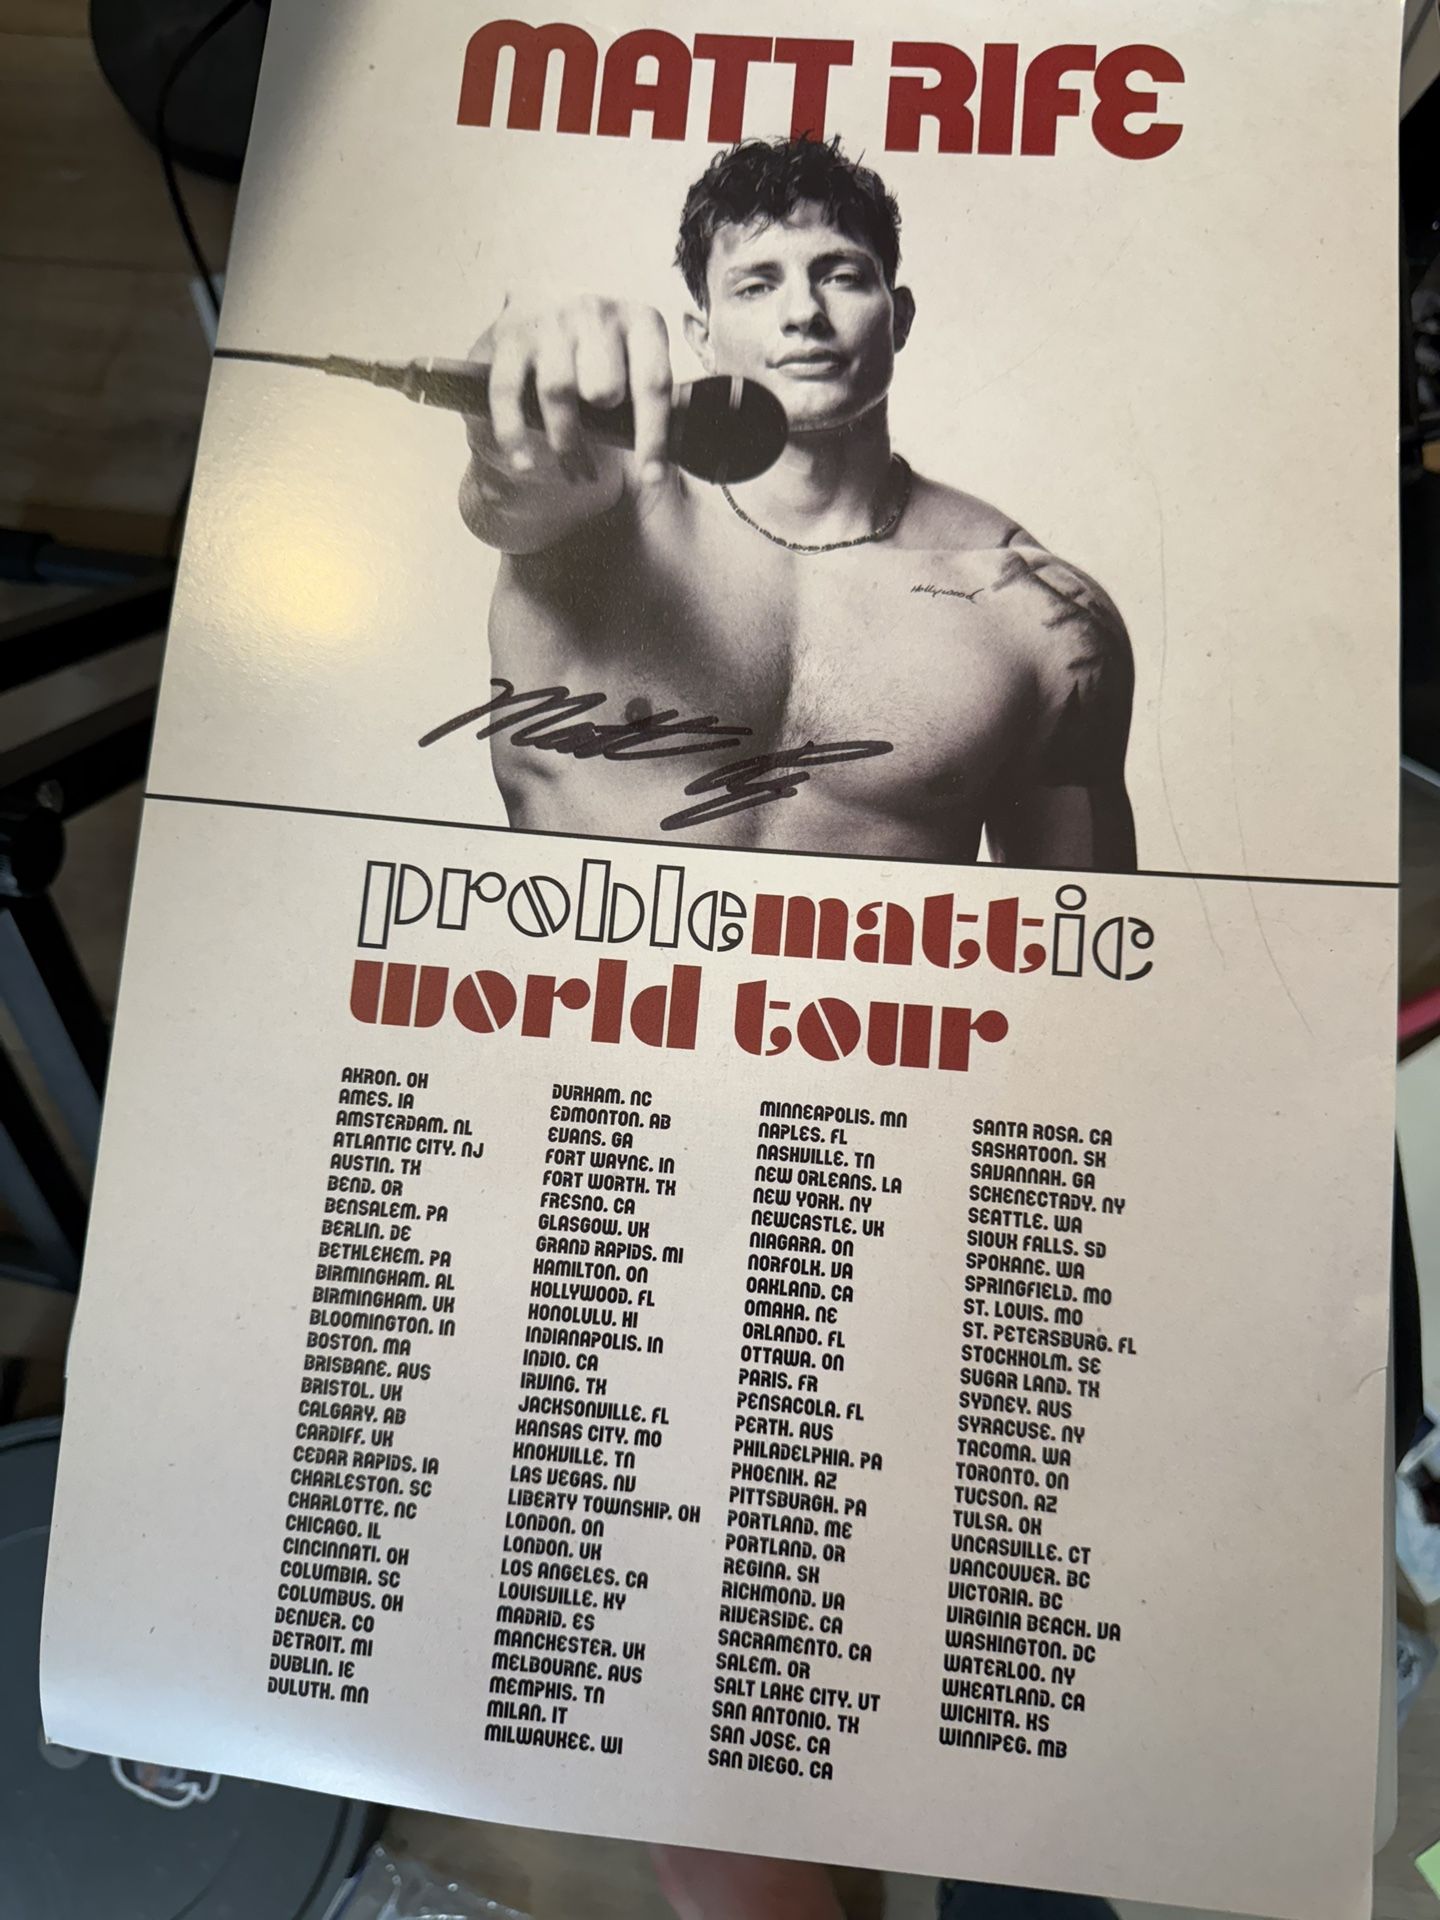 MATT RIFE
Hollywood
Matt
problemattic
world tour
AKRON. OH
AMES. IA
AMSTERDAM. NL
ATLANTIC CITY. NJ
AUSTIN. TX
BEND. OR
BENSALEM. PA
BERLIN. DE
BETHLEHEM. PA
BIRMINGHAM. AL
BIRMINGHAM. UK
BLOOMINGTON. IN
BOSTON. MA
BRISBANE. AUS
BRISTOL. UK
CALGARY. AB
CARDIFF. UK
CEDAR RAPIDS. IA
CHARLESTON. SC
CHARLOTTE. NC
CHICAGO. IL
CINCINNATI. OH
COLUMBIA. SC
COLUMBUS. OH
DENVER. CO
DETROIT. MI
DUBLIN. IE
DULUTH. MN
DURHAM. NC
EDMONTON. AB
EVANS. GA
FORT WAYNE. IN
FORT WORTH. TX
FRESNO. CA
GLASGOW. UK
GRAND RAPIDS. MI
HAMILTON. ON
HOLLYWOOD. FL
HONOLULU. HI
INDIANAPOLIS. IN
INDIO. CA
IRVING. TX
JACKSONVILLE. FL
KANSAS CITY. MO
KNOXVILLE. TN
LAS VEGAS. NV
LIBERTY TOWNSHIP. OH
LONDON. ON
LONDON. UK
LOS ANGELES. CA
LOUISVILLE. KY
MADRID. ES
MANCHESTER. UK
MELBOURNE. AUS
MEMPHIS. TN
MILAN. IT
MILWAUKEE. WI
MINNEAPOLIS. MN
NAPLES. FL
NASHVILLE. TN
NEW ORLEANS. LA
NEW YORK. NY
NEWCASTLE. UK
NIAGARA. ON
NORFOLK. VA
OAKLAND. CA
OMAHA. NE
ORLANDO. FL
OTTAWA. ON
PARIS. FR
PENSACOLA. FL
PERTH. AUS
PHILADELPHIA. PA
PHOENIX. AZ
PITTSBURGH. PA
PORTLAND. ME
PORTLAND. OR
REGINA. SK
RICHMOND. VA
RIVERSIDE. CA
SACRAMENTO. CA
SALEM. OR
SALT LAKE CITY. UT
SAN ANTONIO. TX
SAN JOSE. CA
SAN DIEGO. CA
SANTA ROSA. CA
SASKATOON. SK
SAVANNAH. GA
SCHENECTADY. NY
SEATTLE. WA
SIOUX FALLS. SD
SPOKANE. WA
SPRINGFIELD. MO
ST. LOUIS. MO
ST. PETERSBURG. FL
STOCKHOLM. SE
SUGAR LAND. TX
SYDNEY. AUS
SYRACUSE. NY
TACOMA. WA
TORONTO. ON
TUCSON. AZ
TULSA. OK
UNCASVILLE. CT
VANCOUVER. BC
VICTORIA. BC
VIRGINIA BEACH. VA
WASHINGTON. DC
WATERLOO. NY
WHEATLAND. CA
WICHITA. KS
WINNIPEG. MB